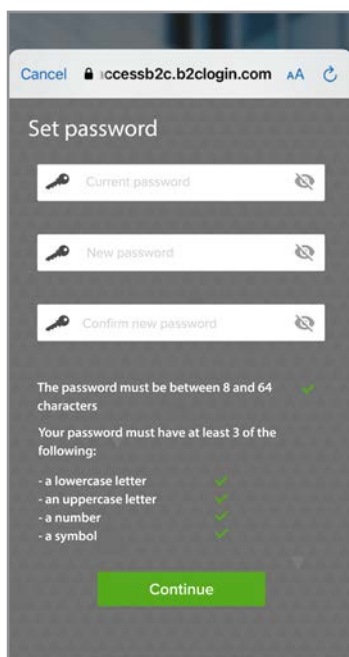 Cancel ccessb2c.b2clogin.com AA
Set password
Current password
New password
Confirm new password
The password must be between 8 and 64
characters
Your password must have at least 3 of the
following:
- a lowercase letter
- an uppercase letter
- a number
- a symbol
Continue